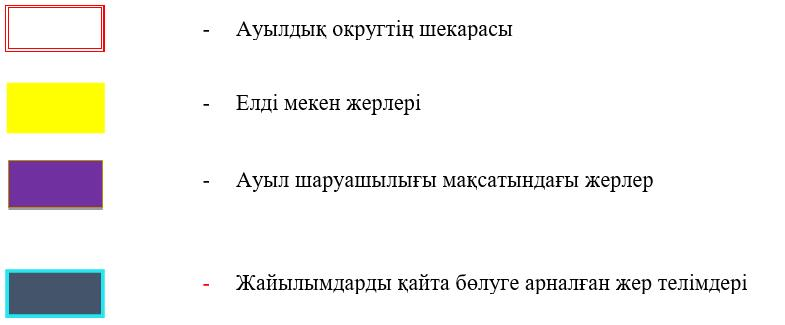 - Ауылдық округтің шекарасы
- Елді мекен жерлері
- Ауыл шаруашылығы мақсатындағы жерлер
- Жайылымдарды қайта бөлуге арналған жер телімдері